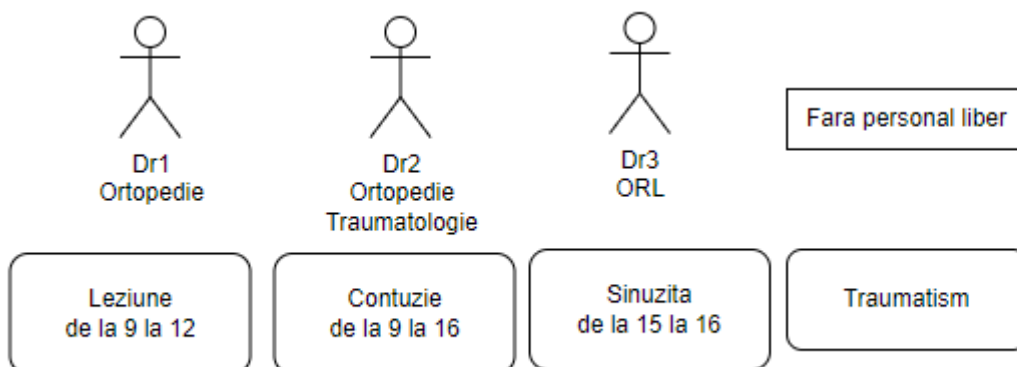 Dr1
Ortopedie
Dr2
Ortopedie
Traumatologie
Dr3
ORL
Fara personal liber
Leziune
de la 9 la 12
Contuzie
de la 9 la 16
Sinuzita
de la 15 la 16
Traumatism